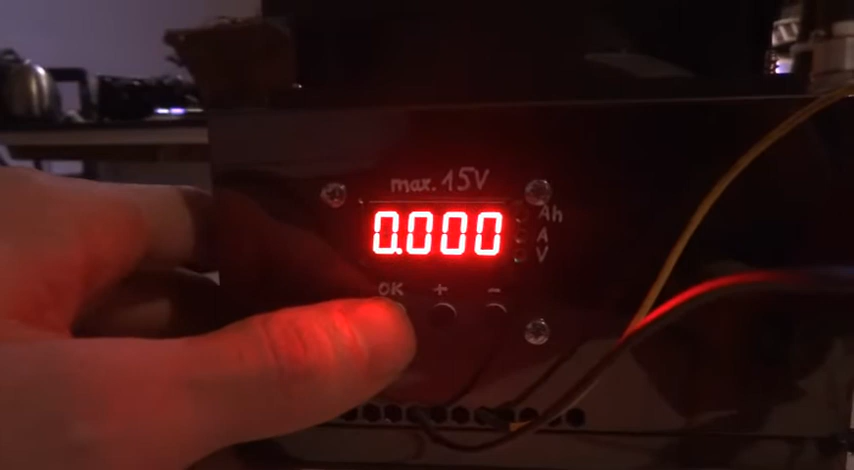 max. 15V
0.000
Ah
A
V
OK + -